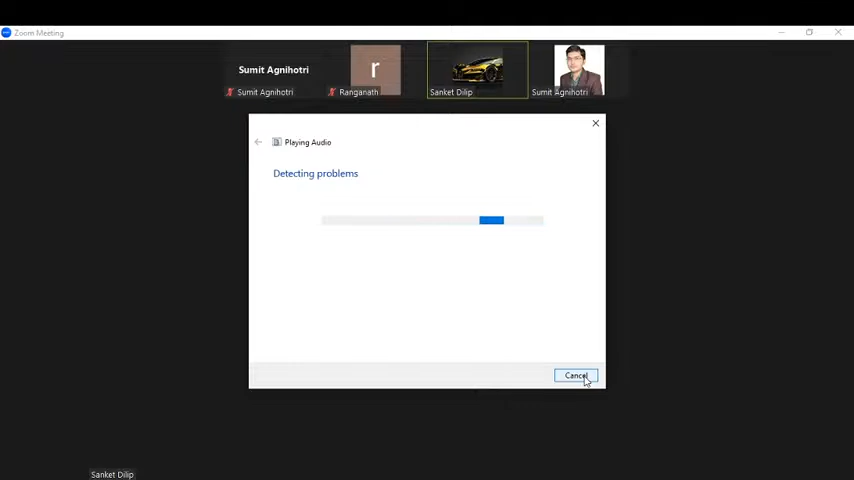 Zoom Meeting
Sumit Agnihotri
r
Sumit Agnihotri
Ranganath
Sanket Dilip
Sumit Agnihotri
Playing Audio
Detecting problems
Cancel
Sanket Dilip